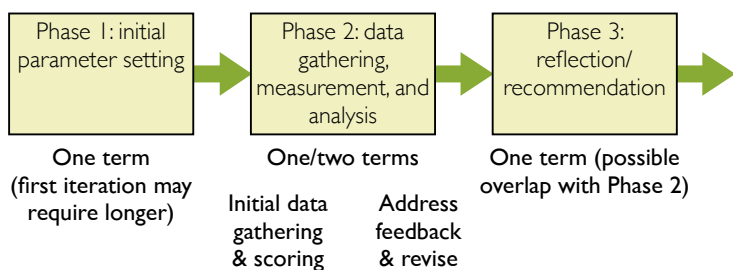 Phase 1: initial
parameter setting
Phase 2: data
gathering,
measurement, and
analysis
Phase 3:
reflection/
recommendation
One term
(first iteration may
require longer)
One/two terms
One term (possible
overlap with Phase 2)
Initial data
gathering
& scoring
Address
feedback
& revise